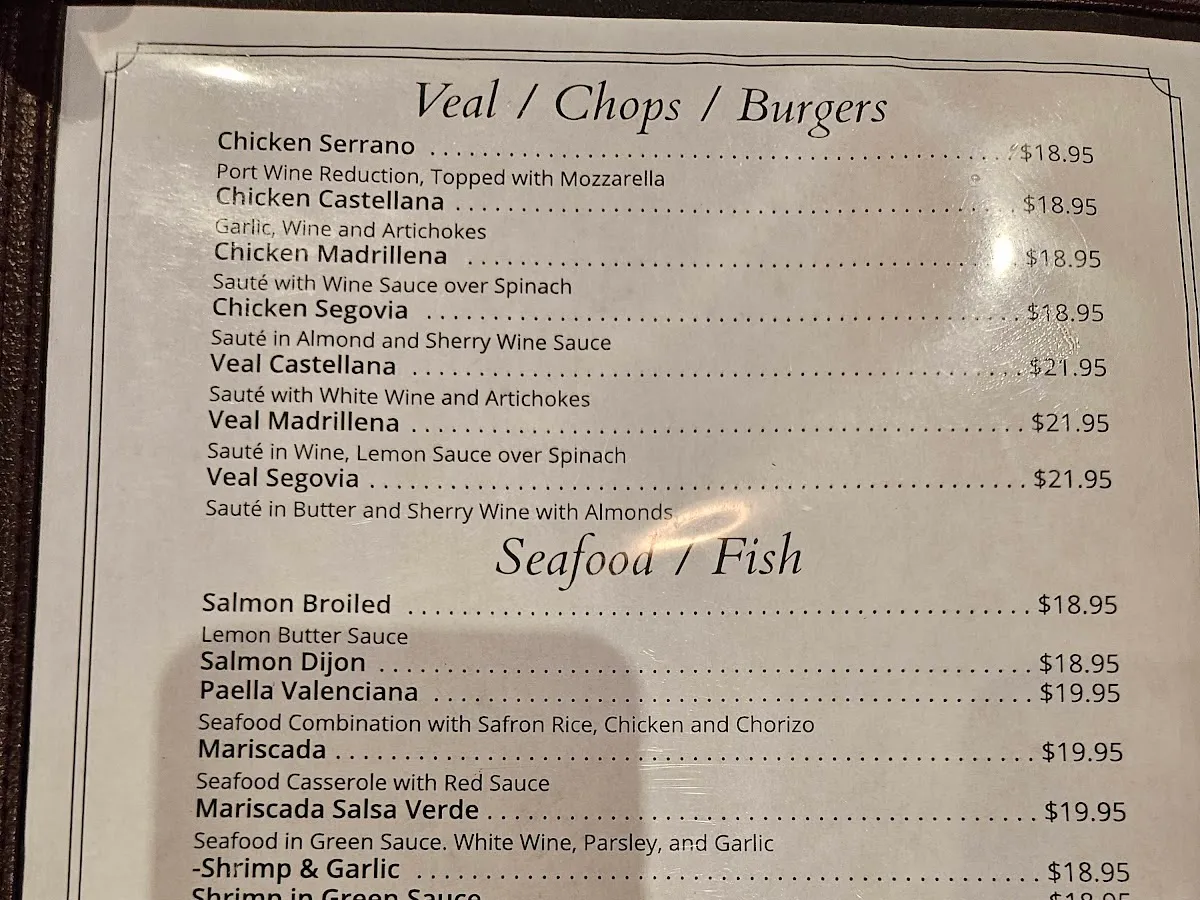 Veal / Chops / Burgers
Chicken Serrano ........................................ $18.95
Port Wine Reduction, Topped with Mozzarella
Chicken Castellana ........................................ $18.95
Garlic, Wine and Artichokes
Chicken Madrillena ........................................ $18.95
Sauté with Wine Sauce over Spinach
Chicken Segovia ........................................ $18.95
Sauté in Almond and Sherry Wine Sauce
Veal Castellana ........................................ $21.95
Sauté with White Wine and Artichokes
Veal Madrillena ........................................ $21.95
Sauté in Wine, Lemon Sauce over Spinach
Veal Segovia ........................................ $21.95
Sauté in Butter and Sherry Wine with Almonds
Seafood / Fish
Salmon Broiled ........................................ $18.95
Lemon Butter Sauce
Salmon Dijon ........................................ $18.95
Paella Valenciana ........................................ $19.95
Seafood Combination with Safron Rice, Chicken and Chorizo
Mariscada ........................................ $19.95
Seafood Casserole with Red Sauce
Mariscada Salsa Verde ........................................ $19.95
Seafood in Green Sauce. White Wine, Parsley, and Garlic
-Shrimp & Garlic ........................................ $18.95
Shrimp in Green Sauce ........................................ $18.95